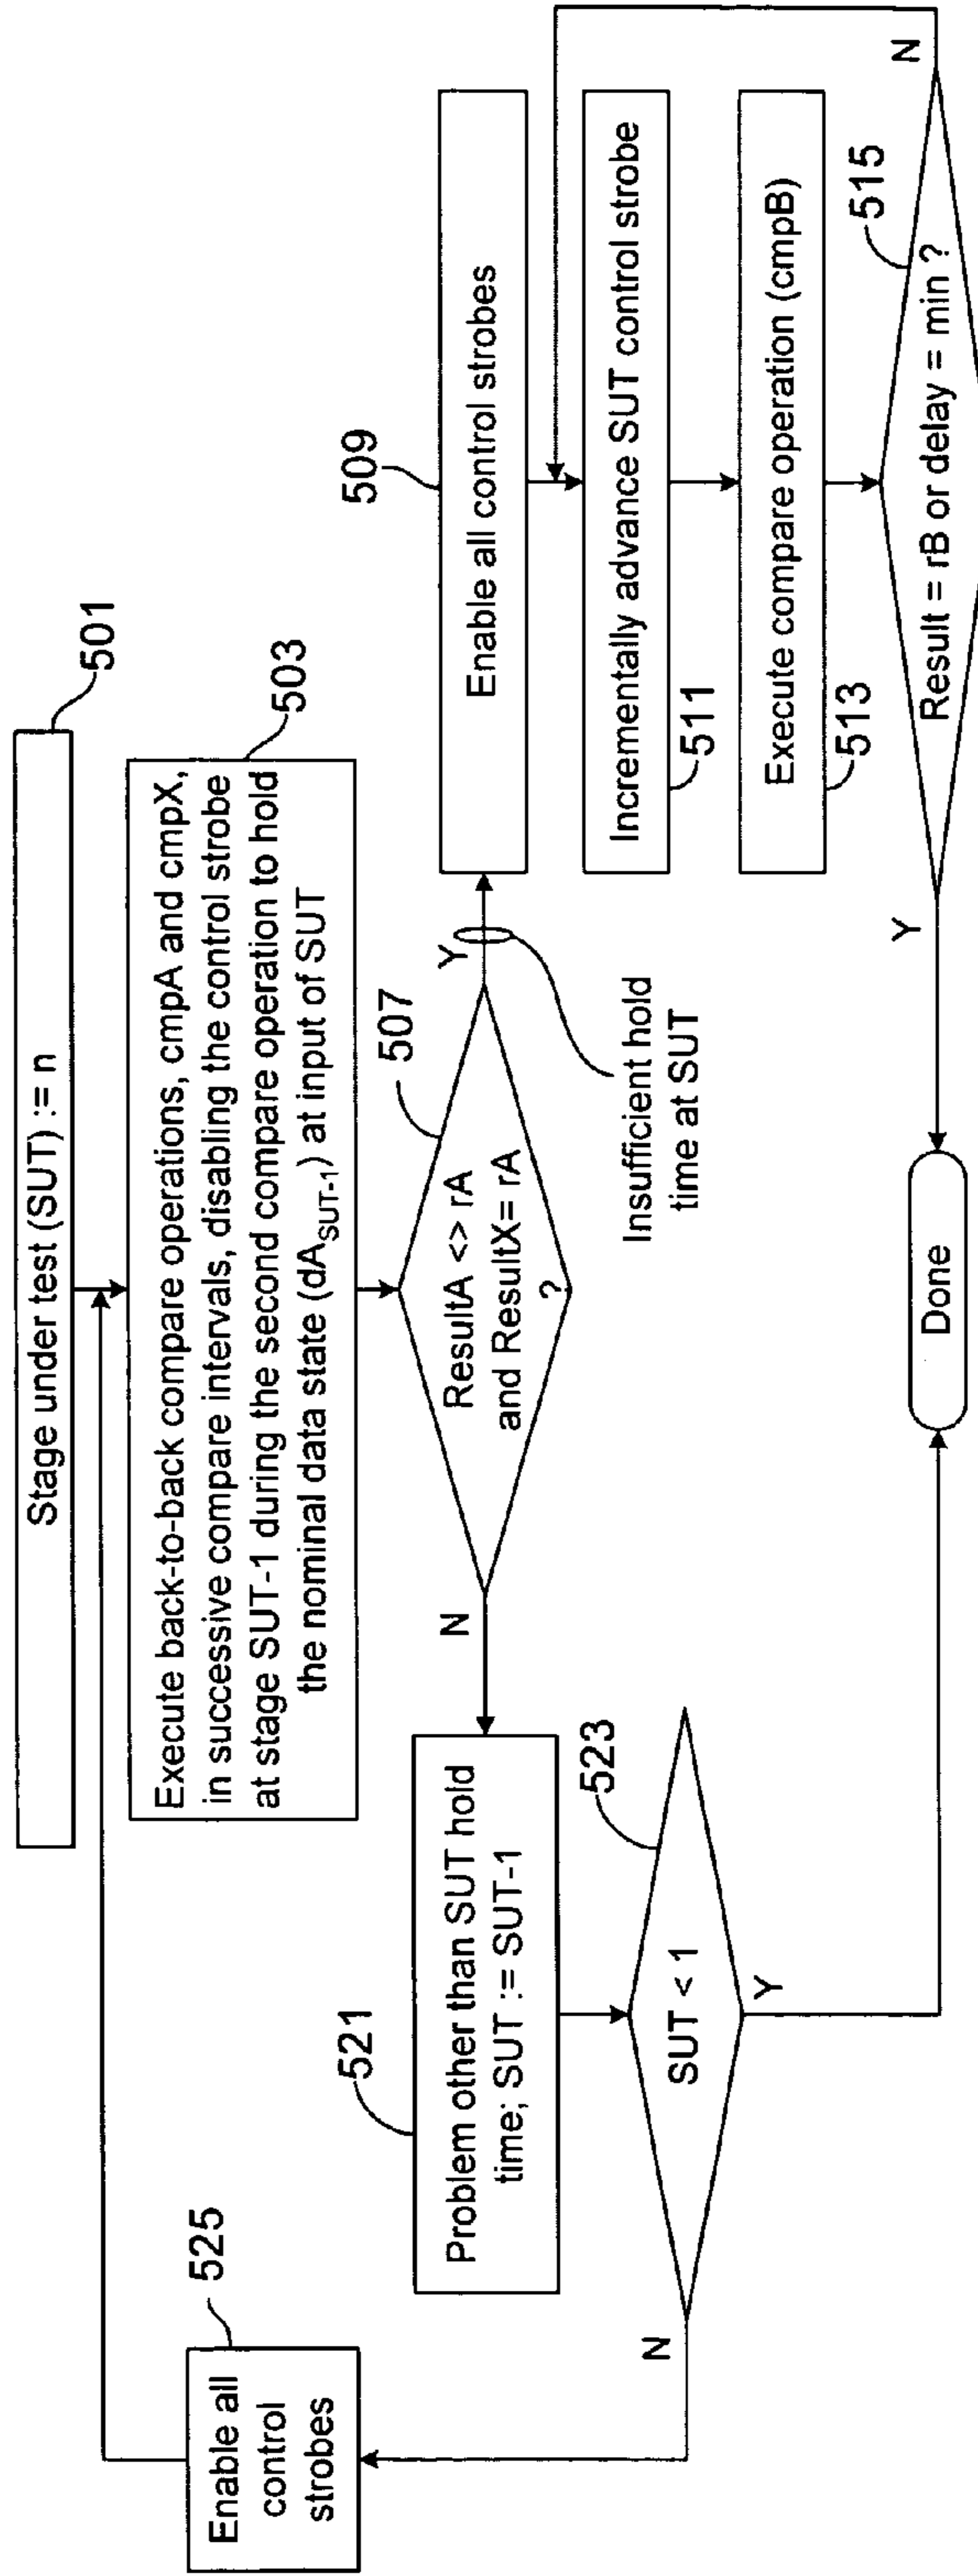 Stage under test (SUT) := n
501
Execute back-to-back compare operations, cmpA and cmpX,
in successive compare intervals, disabling the control strobe
at stage SUT-1 during the second compare operation to hold
the nominal data state (dASUT-1) at input of SUT
503
ResultA <> rA
and ResultX= rA
?
507
Y
N
Insufficient hold
time at SUT
Enable all control strobes
509
Incrementally advance SUT control strobe
511
Execute compare operation (cmpB)
513
Result = rB or delay = min ?
515
N
Y
Problem other than SUT hold
time; SUT := SUT-1
521
SUT < 1
523
N
Y
Enable all
control
strobes
525
Done